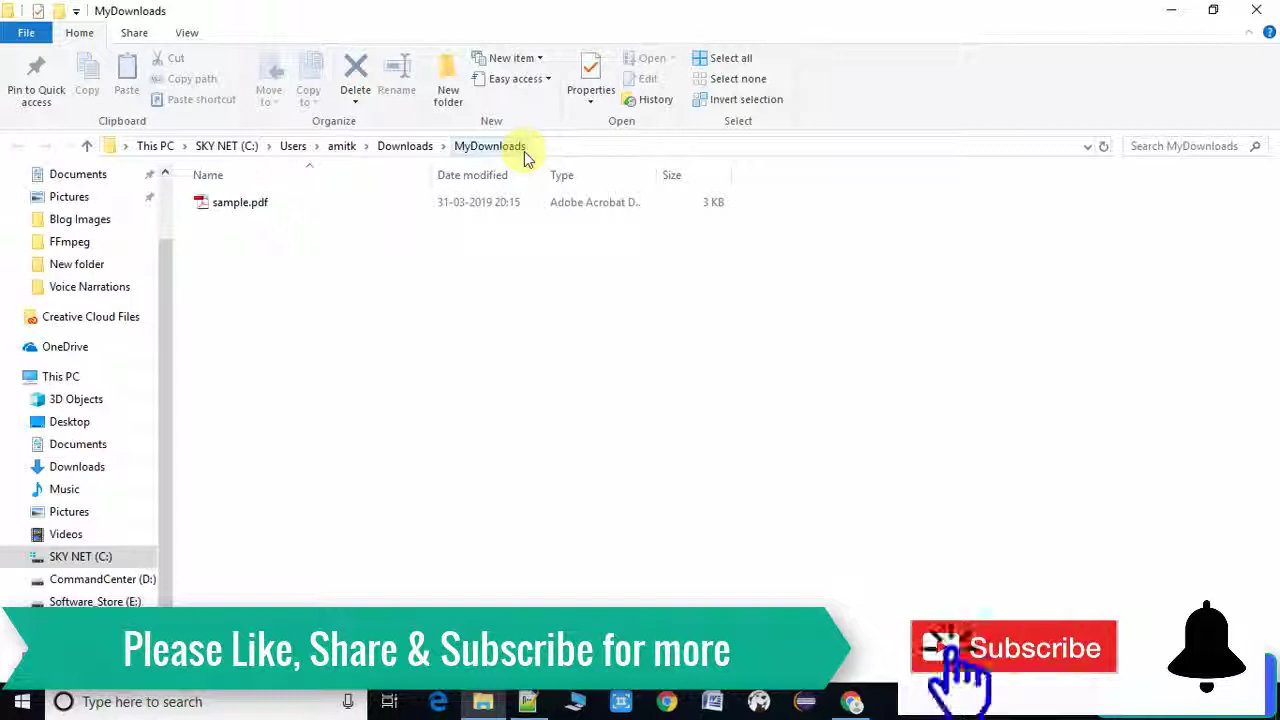 MyDownloads
File Home Share View
Pin to Quick access
Copy
Paste
Cut
Copy path
Paste shortcut
Clipboard
Move to
Copy to
Delete
Rename
Organize
New folder
New item
Easy access
New
Properties
Open
Edit
History
Open
Select all
Select none
Invert selection
Select
This PC > SKY NET (C:) > Users > amitk > Downloads > MyDownloads
Search MyDownloads
Name Date modified Type Size
sample.pdf 31-03-2019 20:15 Adobe Acrobat D.. 3 KB
Documents
Pictures
Blog Images
FFmpeg
New folder
Voice Narrations
Creative Cloud Files
OneDrive
This PC
3D Objects
Desktop
Documents
Downloads
Music
Pictures
Videos
SKY NET (C:)
CommandCenter (D:)
Software_Store (E:)
Please Like, Share & Subscribe for more
Subscribe
Type here to search